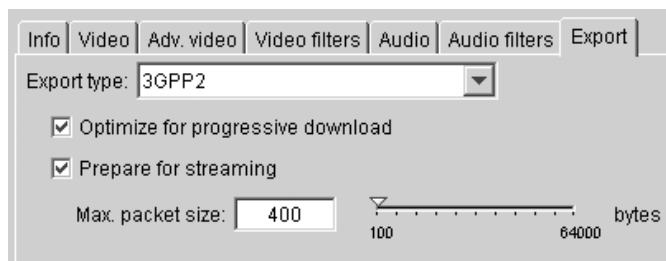 Info Video Adv. video Video filters Audio Audio filters Export
Export type: 3GPP2
Optimize for progressive download
Prepare for streaming
Max. packet size: 400 bytes
100 64000